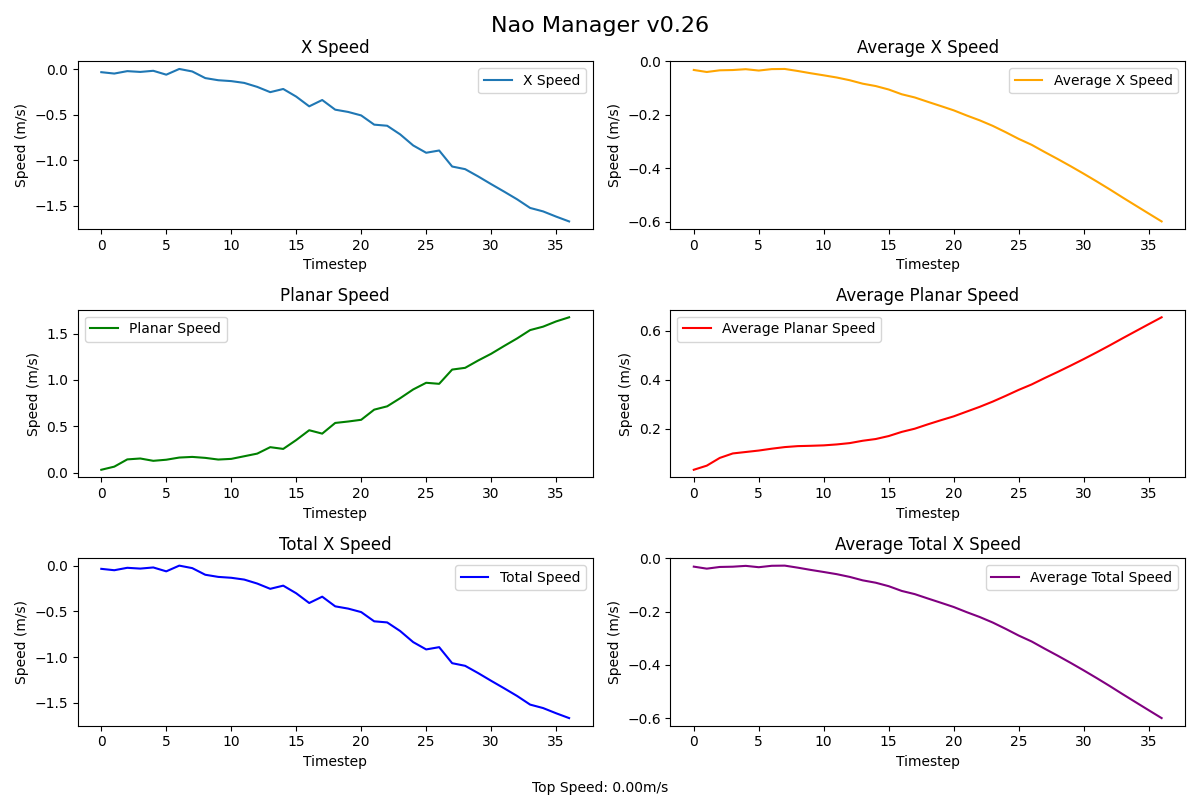 Nao Manager v0.26
X Speed
Speed (m/s)
0.0
−0.5
−1.0
−1.5
X Speed
0 5 10 15 20 25 30 35
Timestep
Average X Speed
Speed (m/s)
0.0
−0.2
−0.4
−0.6
Average X Speed
0 5 10 15 20 25 30 35
Timestep
Planar Speed
Speed (m/s)
1.5
1.0
0.5
0.0
Planar Speed
0 5 10 15 20 25 30 35
Timestep
Average Planar Speed
Speed (m/s)
0.6
0.4
0.2
Average Planar Speed
0 5 10 15 20 25 30 35
Timestep
Total X Speed
Speed (m/s)
0.0
−0.5
−1.0
−1.5
Total Speed
0 5 10 15 20 25 30 35
Timestep
Average Total X Speed
Speed (m/s)
0.0
−0.2
−0.4
−0.6
Average Total Speed
0 5 10 15 20 25 30 35
Timestep
Top Speed: 0.00m/s